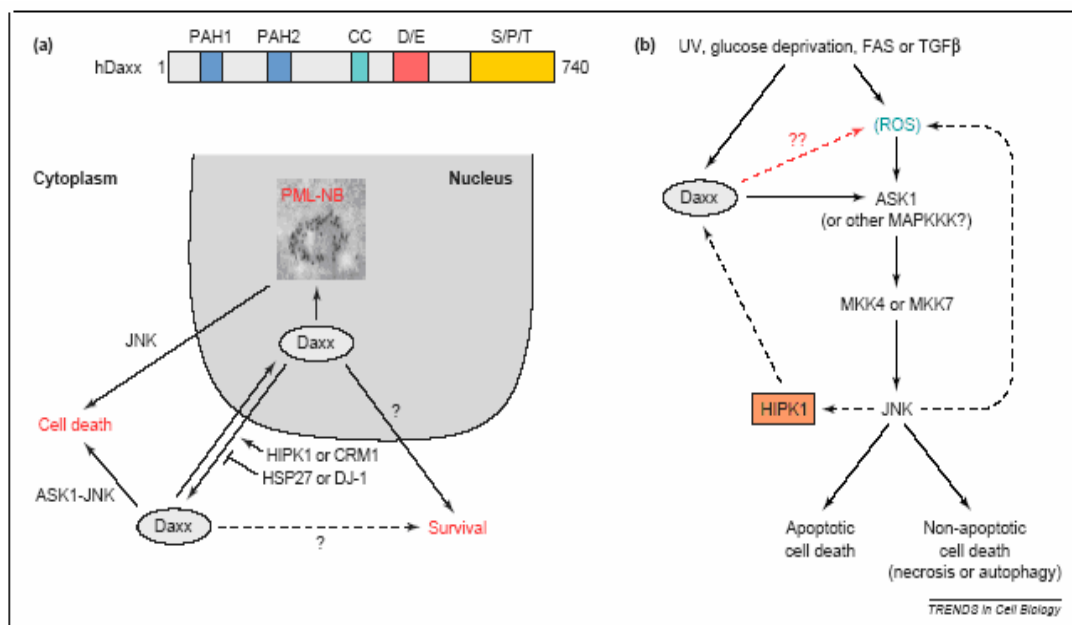 (a)
PAH1 PAH2 CC D/E S/P/T
hDaxx 1 740
Cytoplasm Nucleus
PML-NB
JNK
Daxx
Cell death
?
HIPK1 or CRM1
HSP27 or DJ-1
ASK1-JNK
Daxx
Survival
?
(b)
UV, glucose deprivation, FAS or TGFβ
??
(ROS)
Daxx
ASK1
(or other MAPKKK?)
MKK4 or MKK7
HIPK1
JNK
Apoptotic
cell death
Non-apoptotic
cell death
(necrosis or autophagy)
TRENDS in Cell Biology